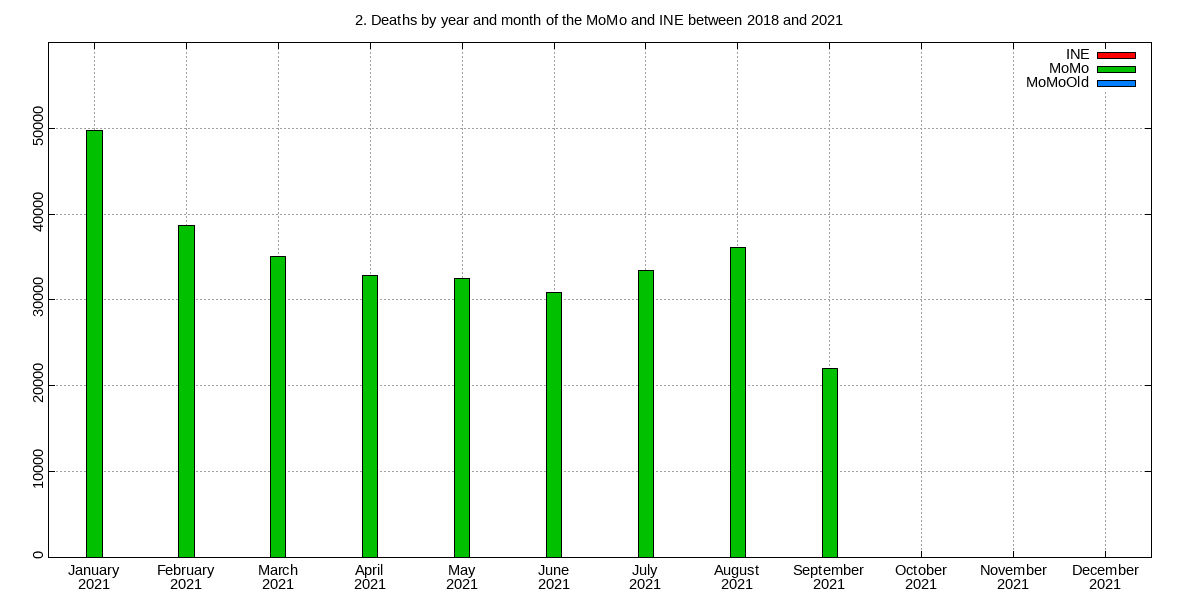 2. Deaths by year and month of the MoMo and INE between 2018 and 2021
INE
MoMo
MoMoOld
50000
40000
30000
20000
10000
0
January February March April May June July August September October November December
2021 2021 2021 2021 2021 2021 2021 2021 2021 2021 2021 2021